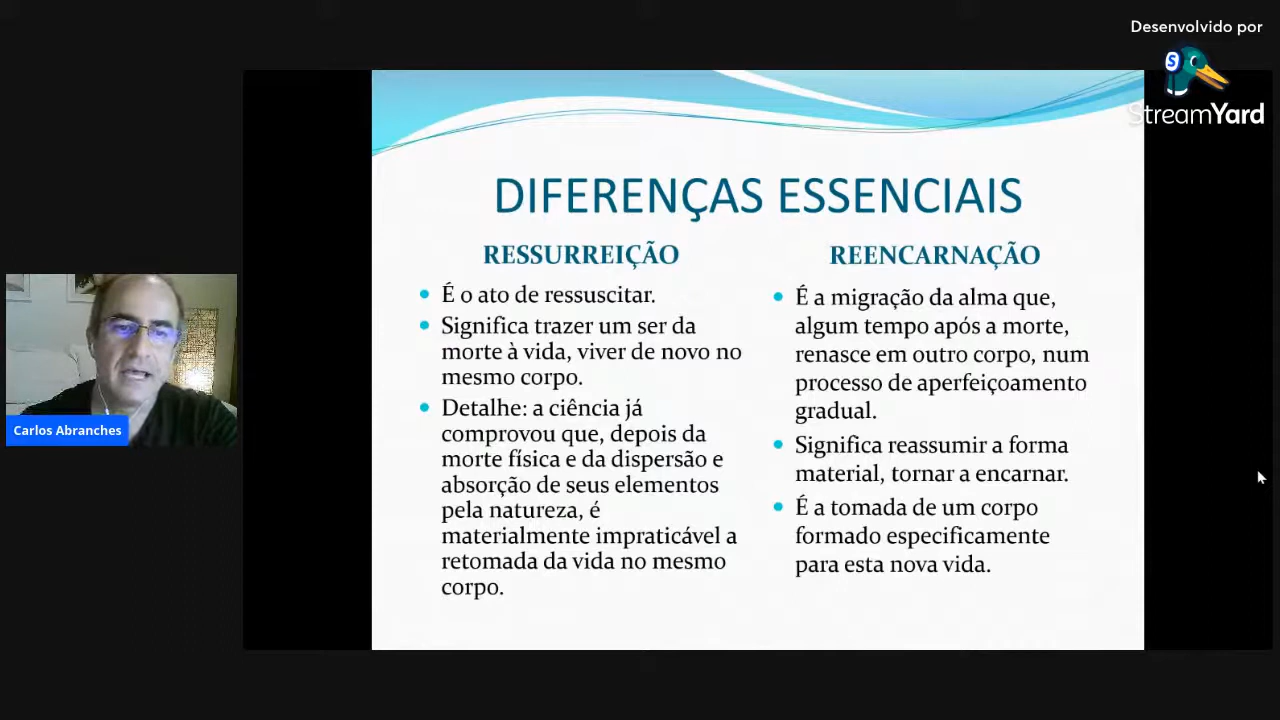 Desenvolvido por
StreamYard
DIFERENÇAS ESSENCIAIS
RESSURREIÇÃO
É o ato de ressuscitar.
Significa trazer um ser da
morte à vida, viver de novo no
mesmo corpo.
Detalhe: a ciência já
comprovou que, depois da
morte física e da dispersão e
absorção de seus elementos
pela natureza, é
materialmente impraticável a
retomada da vida no mesmo
corpo.
REENCARNAÇÃO
É a migração da alma que,
algum tempo após a morte,
renasce em outro corpo, num
processo de aperfeiçoamento
gradual.
Significa reassumir a forma
material, tornar a encarnar.
É a tomada de um corpo
formado especificamente
para esta nova vida.
Carlos Abranches